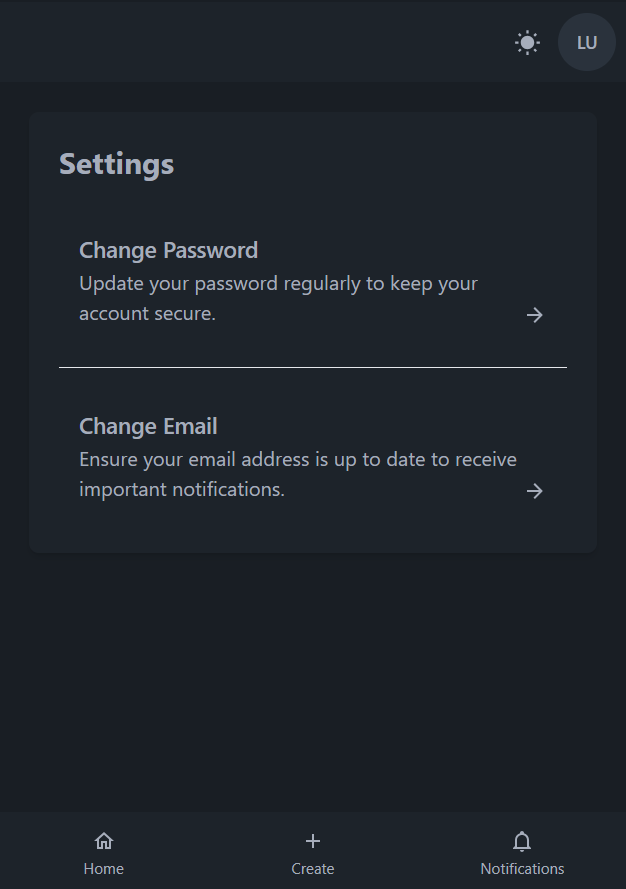 LU
Settings
Change Password
Update your password regularly to keep your
account secure.
Change Email
Ensure your email address is up to date to receive
important notifications.
Home
Create
Notifications